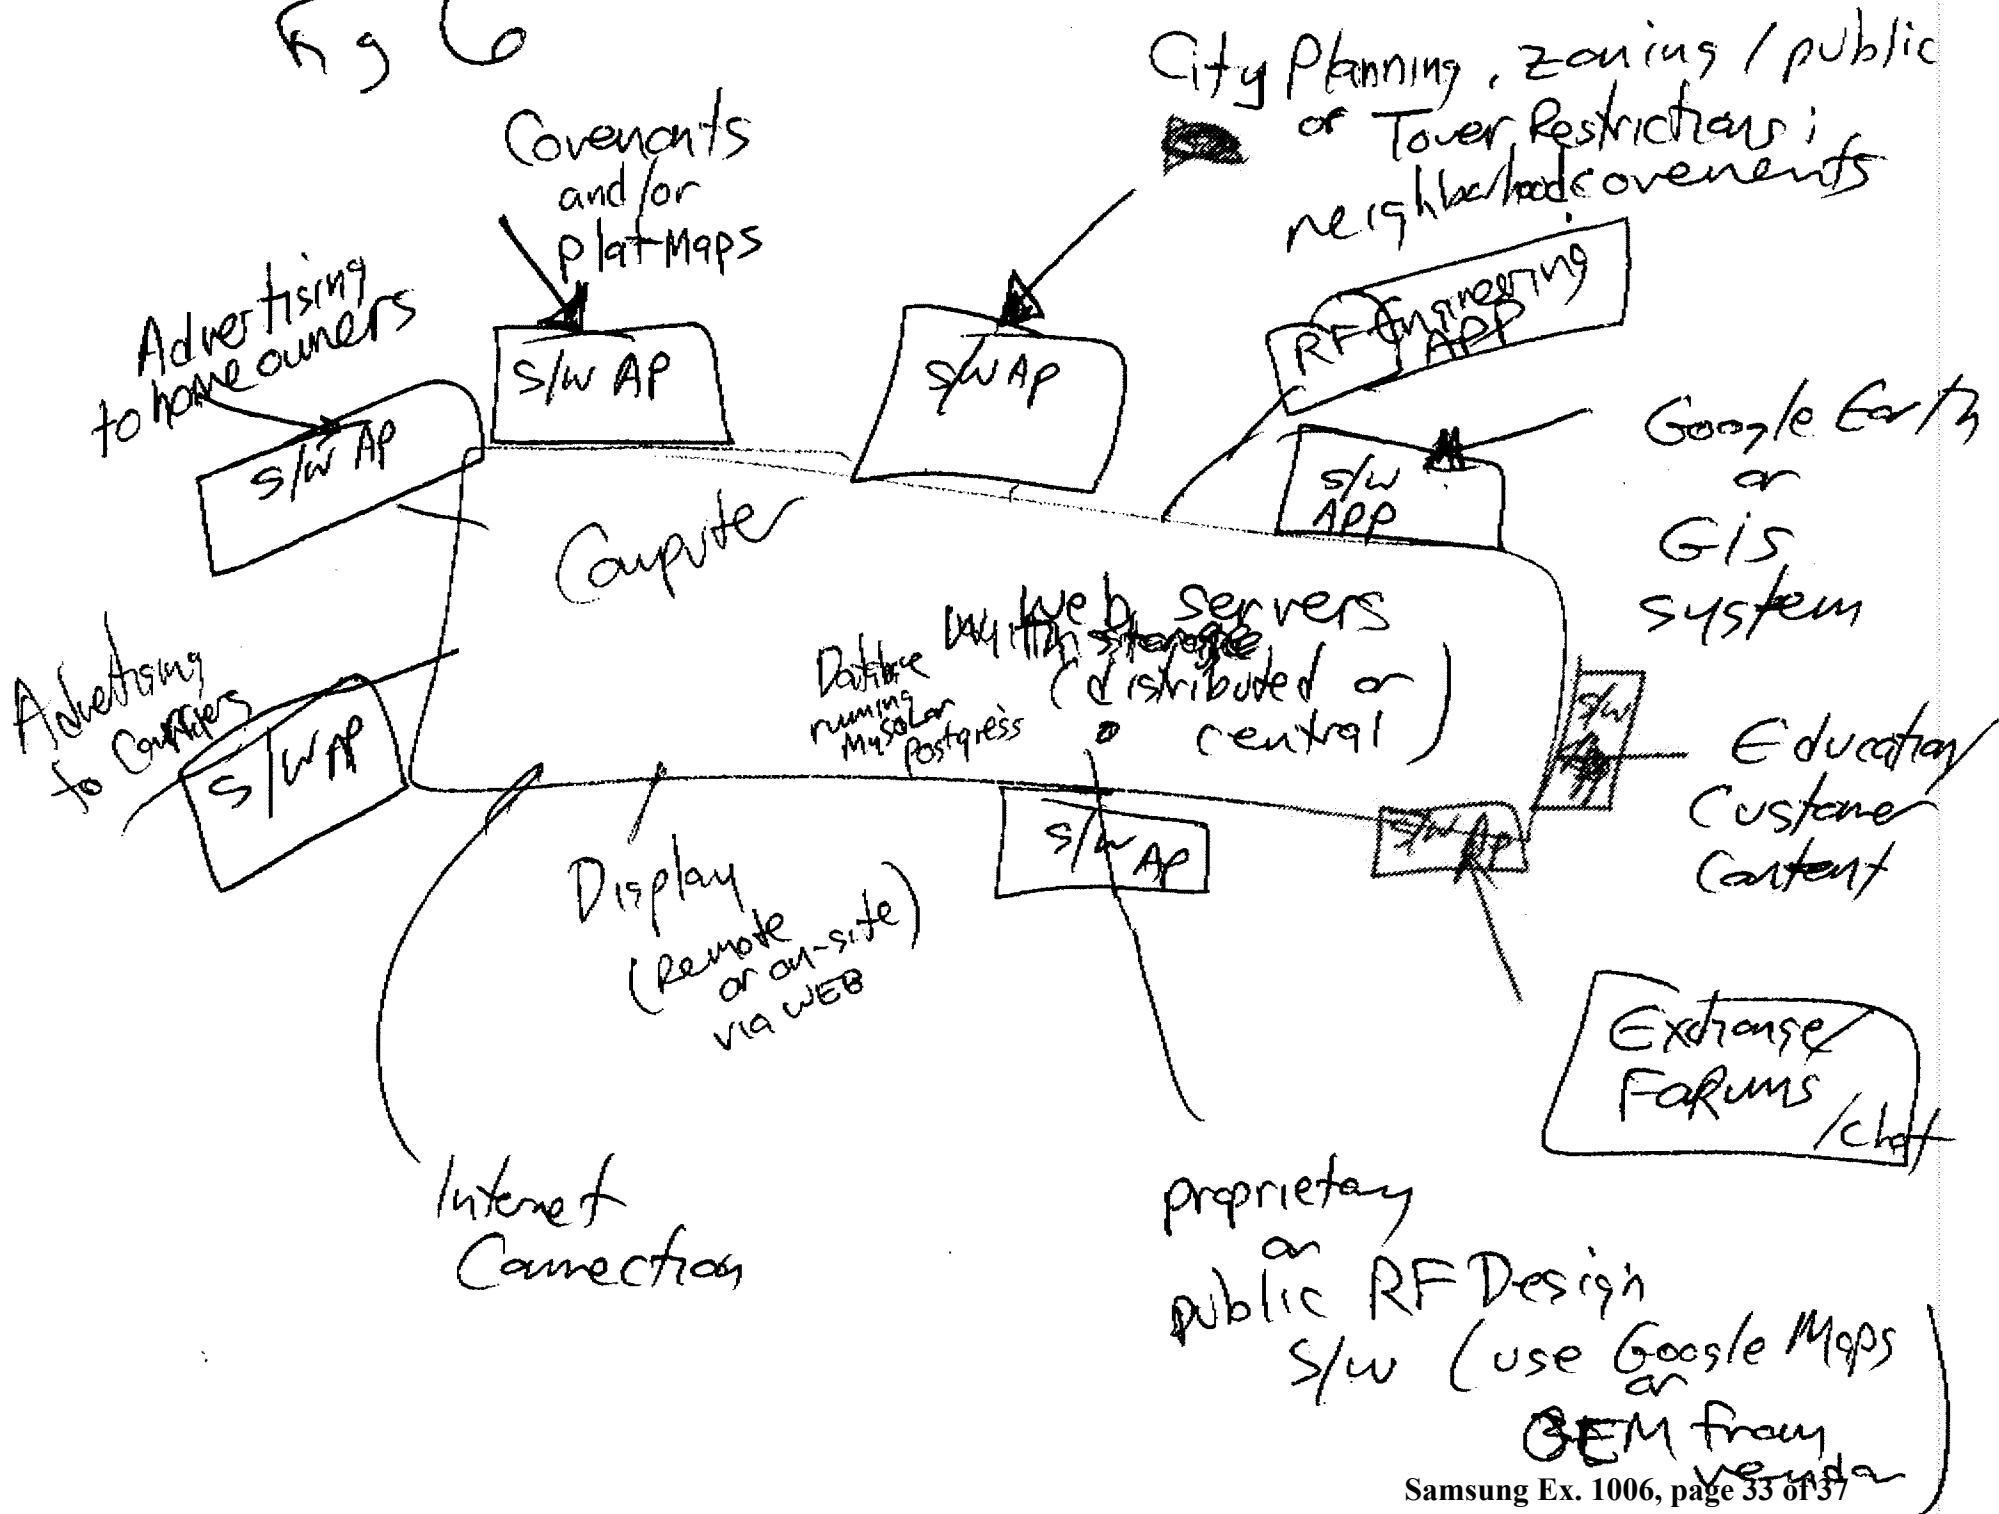 Fig 6
City Planning, zoning / public
or Tower Restrictions;
neighborhood covenents
Covenants
and/or
plat Maps
Advertising
to homeowners
S/W AP
S/W AP
S/W AP
RF Engineering
APP
Google Earth
or
GIS
system
S/W
APP
Computer
Web servers
within storage
(distributed or
central)
Database
running
MySQL or
Postgress
Advertising
to Carriers
S/W AP
S/W
Education/
Customer
Content
S/W AP
S/W AP
Display
(Remote
or on-site)
via WEB
Exchange/
FORUMS
/Chat
Internet
Connection
proprietary
or
public RF Design
S/W (use Google Maps
or
OEM from
vendor)
Samsung Ex. 1006, page 33 of 37